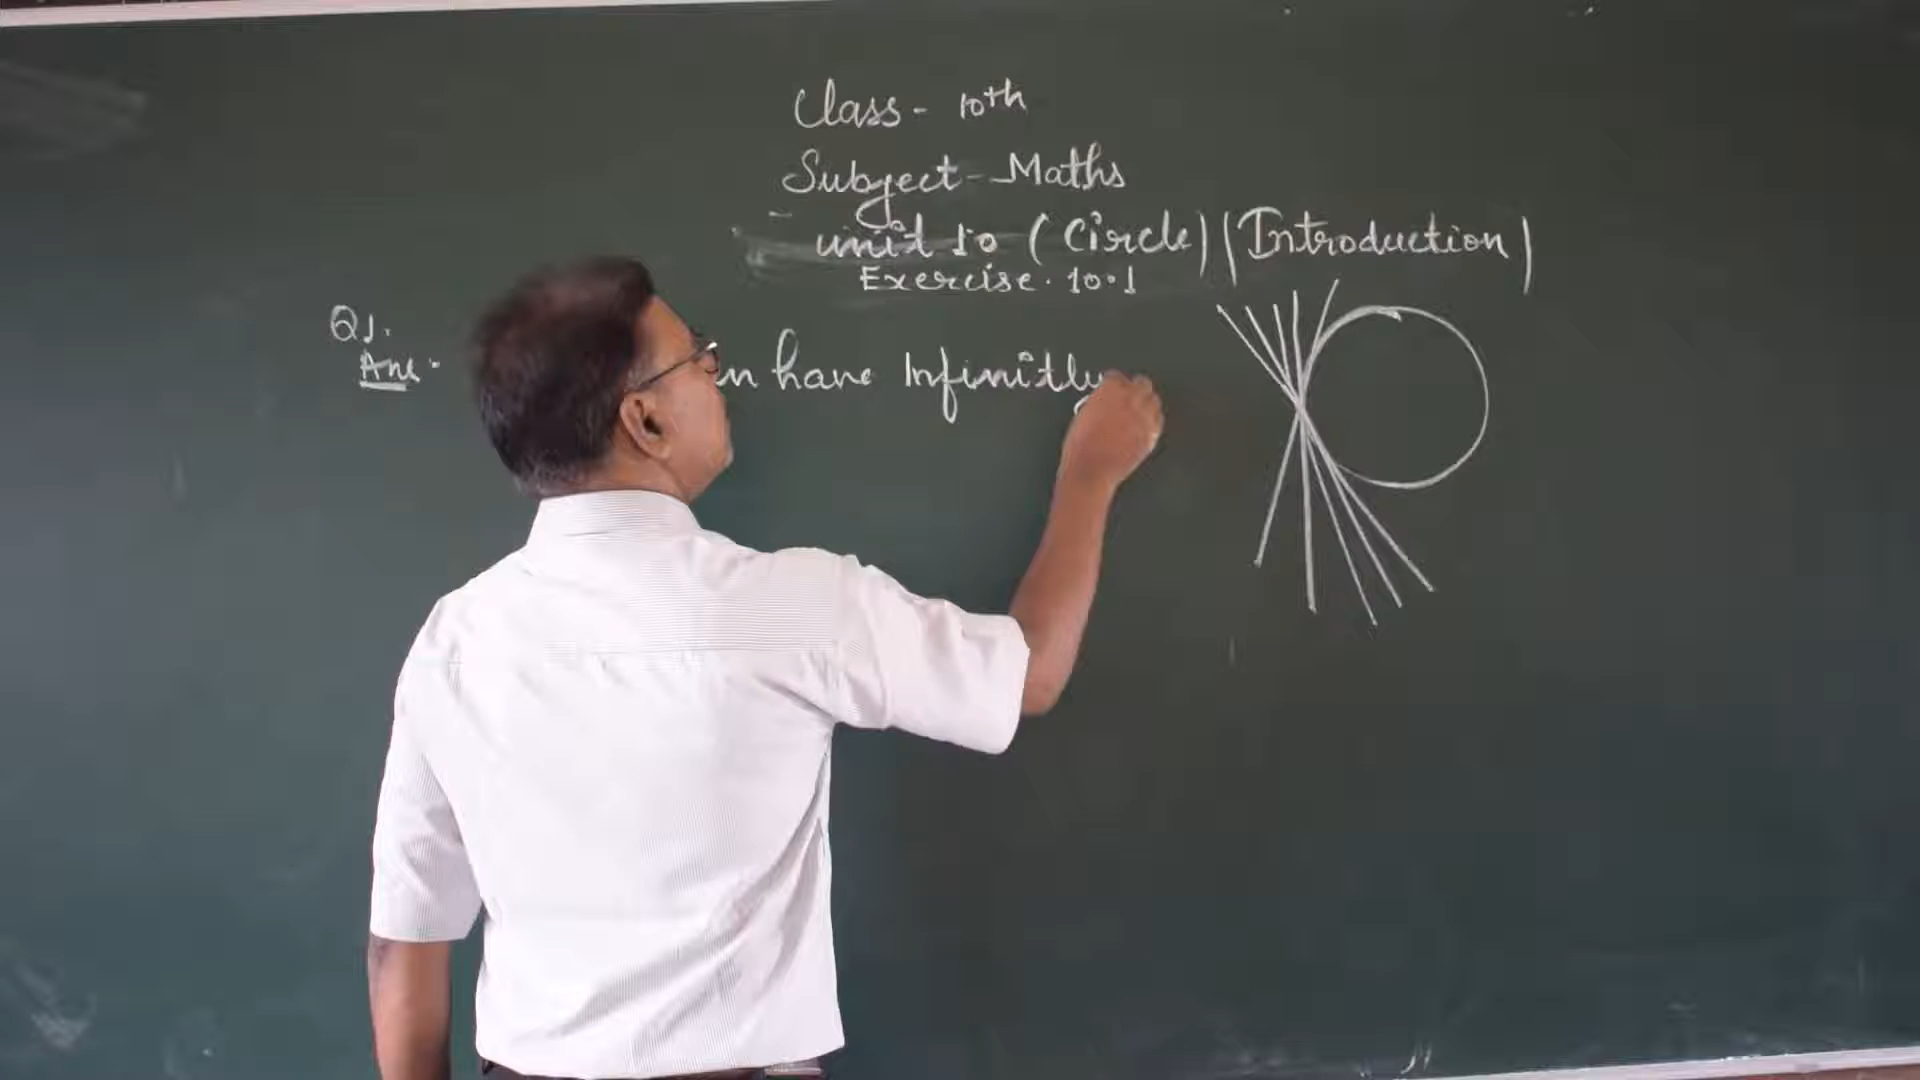 Class - 10th
Subject - Maths
unit 10 (Circle) (Introduction)
Exercise. 10.1
Q1.
Ans. have Infinitly